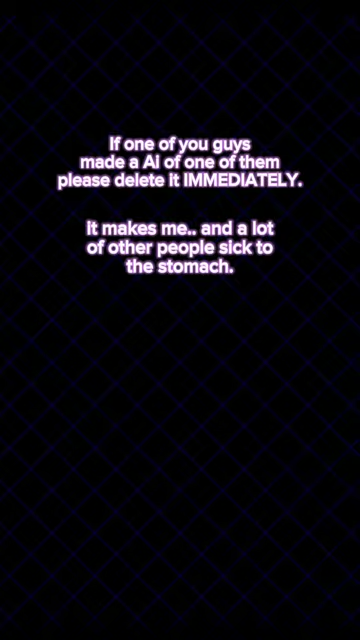 If one of you guys
made a AI of one of them
please delete it IMMEDIATELY.
it makes me.. and a lot
of other people sick to
the stomach.